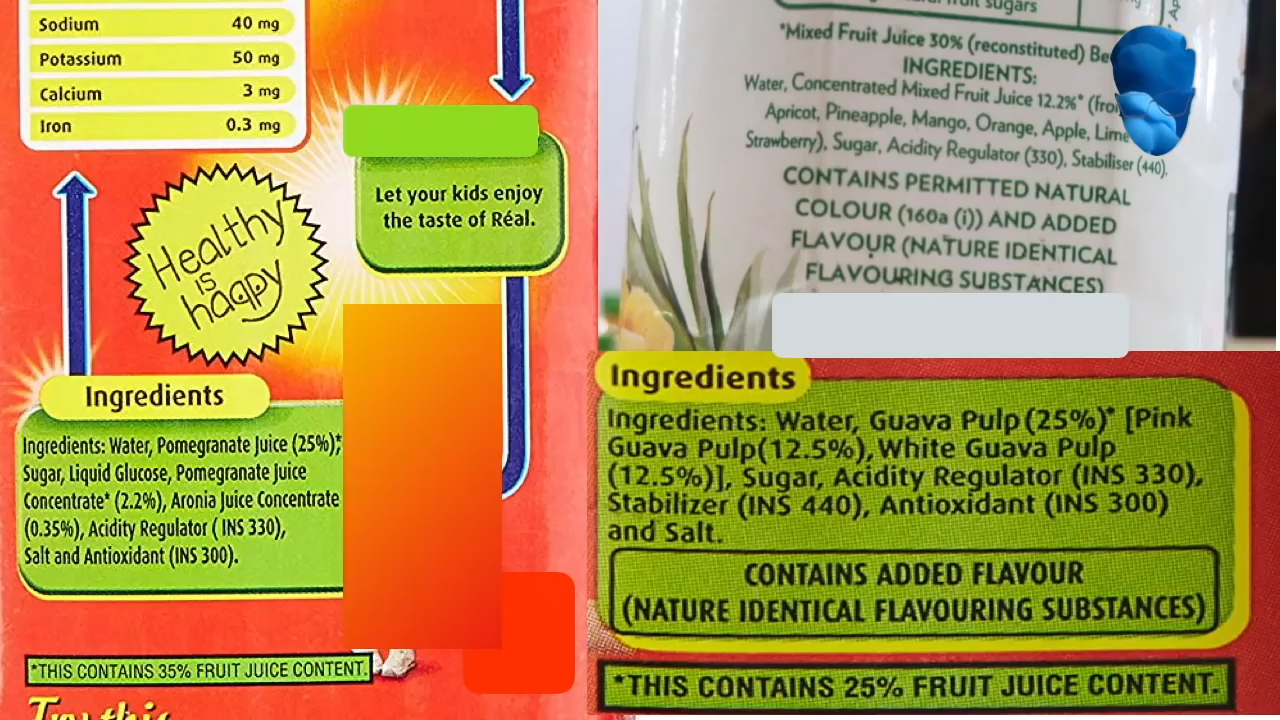 Sodium 40 mg
Potassium 50 mg
Calcium 3 mg
Iron 0.3 mg
Let your kids enjoy
the taste of Réal.
Healthy
is
happy
Ingredients
Ingredients: Water, Pomegranate Juice (25%)*,
Sugar, Liquid Glucose, Pomegranate Juice
Concentrate* (2.2%), Aronia Juice Concentrate
(0.35%), Acidity Regulator ( INS 330),
Salt and Antioxidant (INS 300).
*THIS CONTAINS 35% FRUIT JUICE CONTENT.
Try this
fruit sugars
*Mixed Fruit Juice 30% (reconstituted)
INGREDIENTS:
Water, Concentrated Mixed Fruit Juice 12.2%*
Apricot, Pineapple, Mango, Orange, Apple, Lime
Strawberry), Sugar, Acidity Regulator (330), Stabiliser (440).
CONTAINS PERMITTED NATURAL
COLOUR (160a (i)) AND ADDED
FLAVOUR (NATURE IDENTICAL
FLAVOURING SUBSTANCES)
Ingredients
Ingredients: Water, Guava Pulp (25%)* [Pink
Guava Pulp(12.5%), White Guava Pulp
(12.5%)], Sugar, Acidity Regulator (INS 330),
Stabilizer (INS 440), Antioxidant (INS 300)
and Salt.
CONTAINS ADDED FLAVOUR
(NATURE IDENTICAL FLAVOURING SUBSTANCES)
*THIS CONTAINS 25% FRUIT JUICE CONTENT.